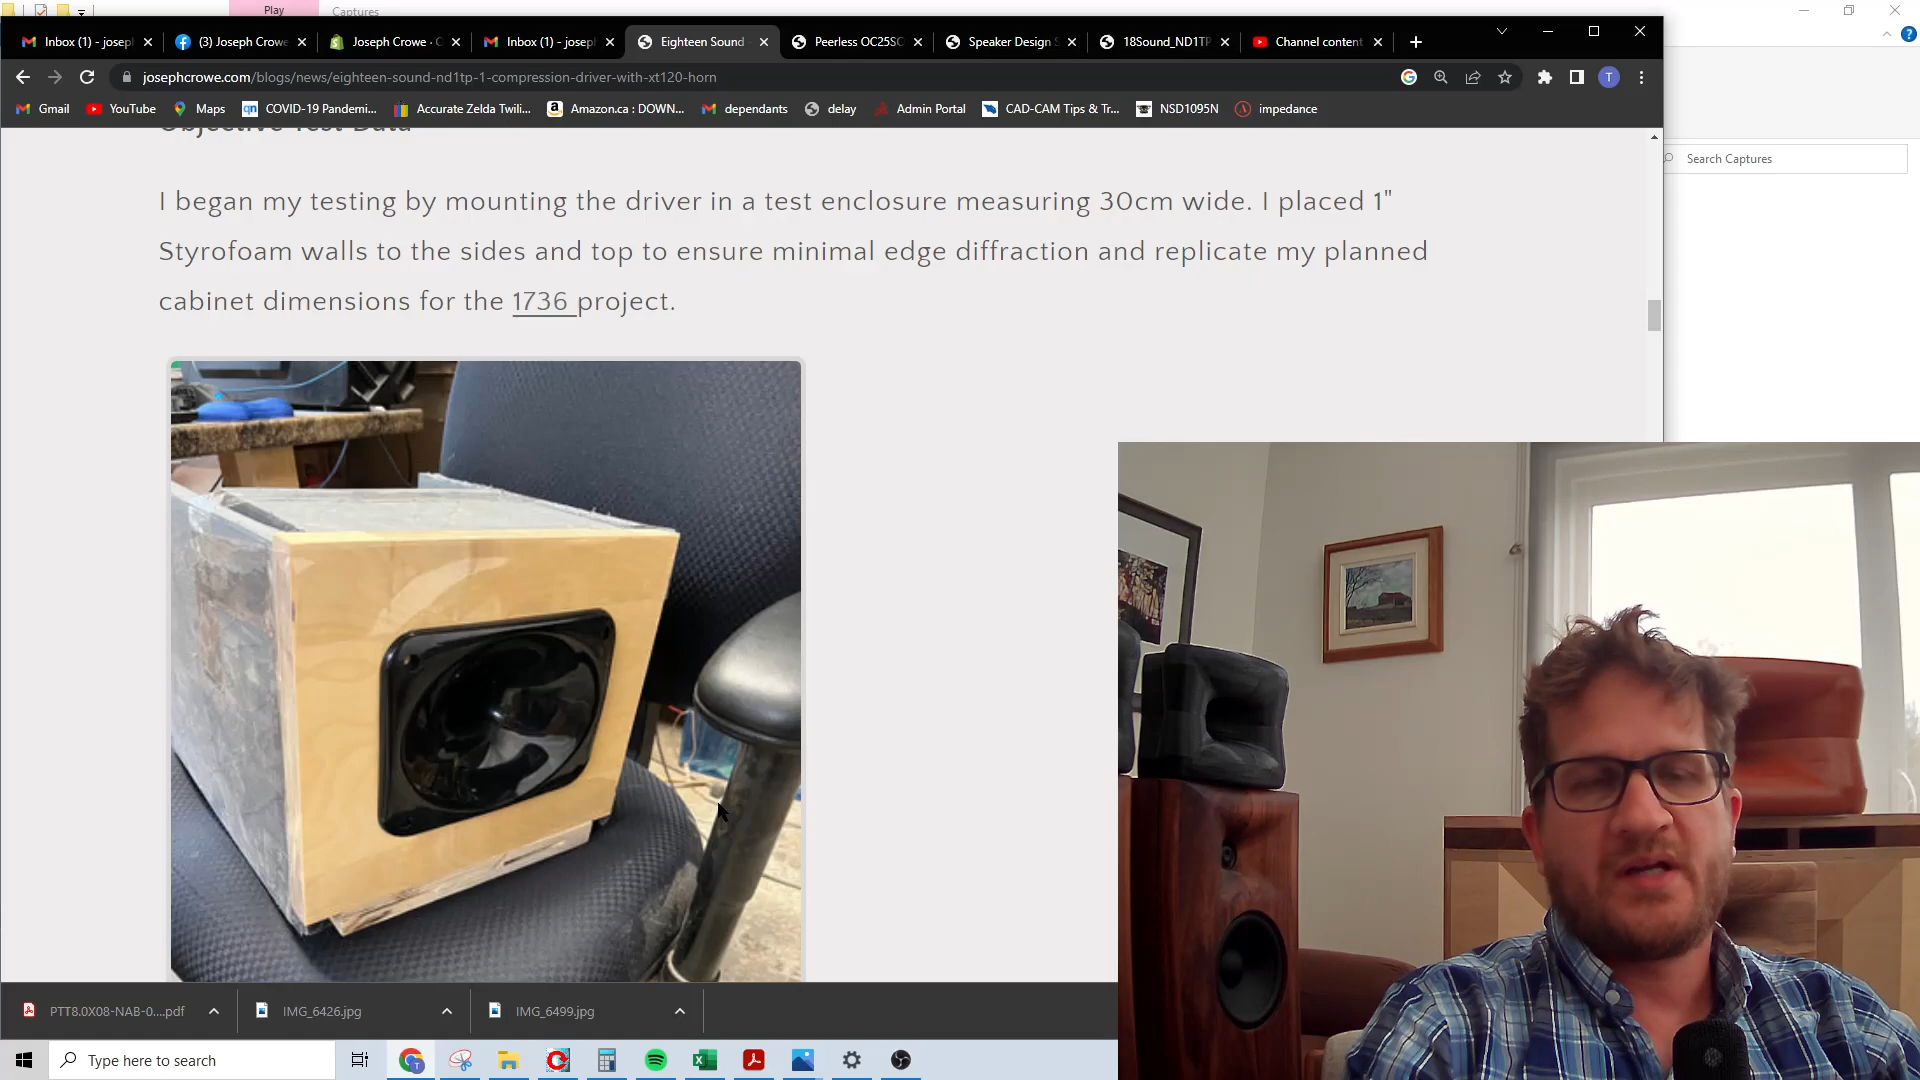 Play
Captures
Inbox (1) - joseph
(3) Joseph Crowe
Joseph Crowe · C
Inbox (1) - joseph
Eighteen Sound
Peerless OC25SC
Speaker Design S
18Sound_ND1TP
Channel content
josephcrowe.com/blogs/news/eighteen-sound-nd1tp-1-compression-driver-with-xt120-horn
T
Gmail
YouTube
Maps
COVID-19 Pandemi...
Accurate Zelda Twili...
Amazon.ca : DOWN...
dependants
delay
Admin Portal
CAD-CAM Tips & Tr...
NSD1095N
impedance
Search Captures
Objective Test Data
I began my testing by mounting the driver in a test enclosure measuring 30cm wide. I placed 1"
Styrofoam walls to the sides and top to ensure minimal edge diffraction and replicate my planned
cabinet dimensions for the 1736 project.
PTT8.0X08-NAB-0....pdf
IMG_6426.jpg
IMG_6499.jpg
Type here to search